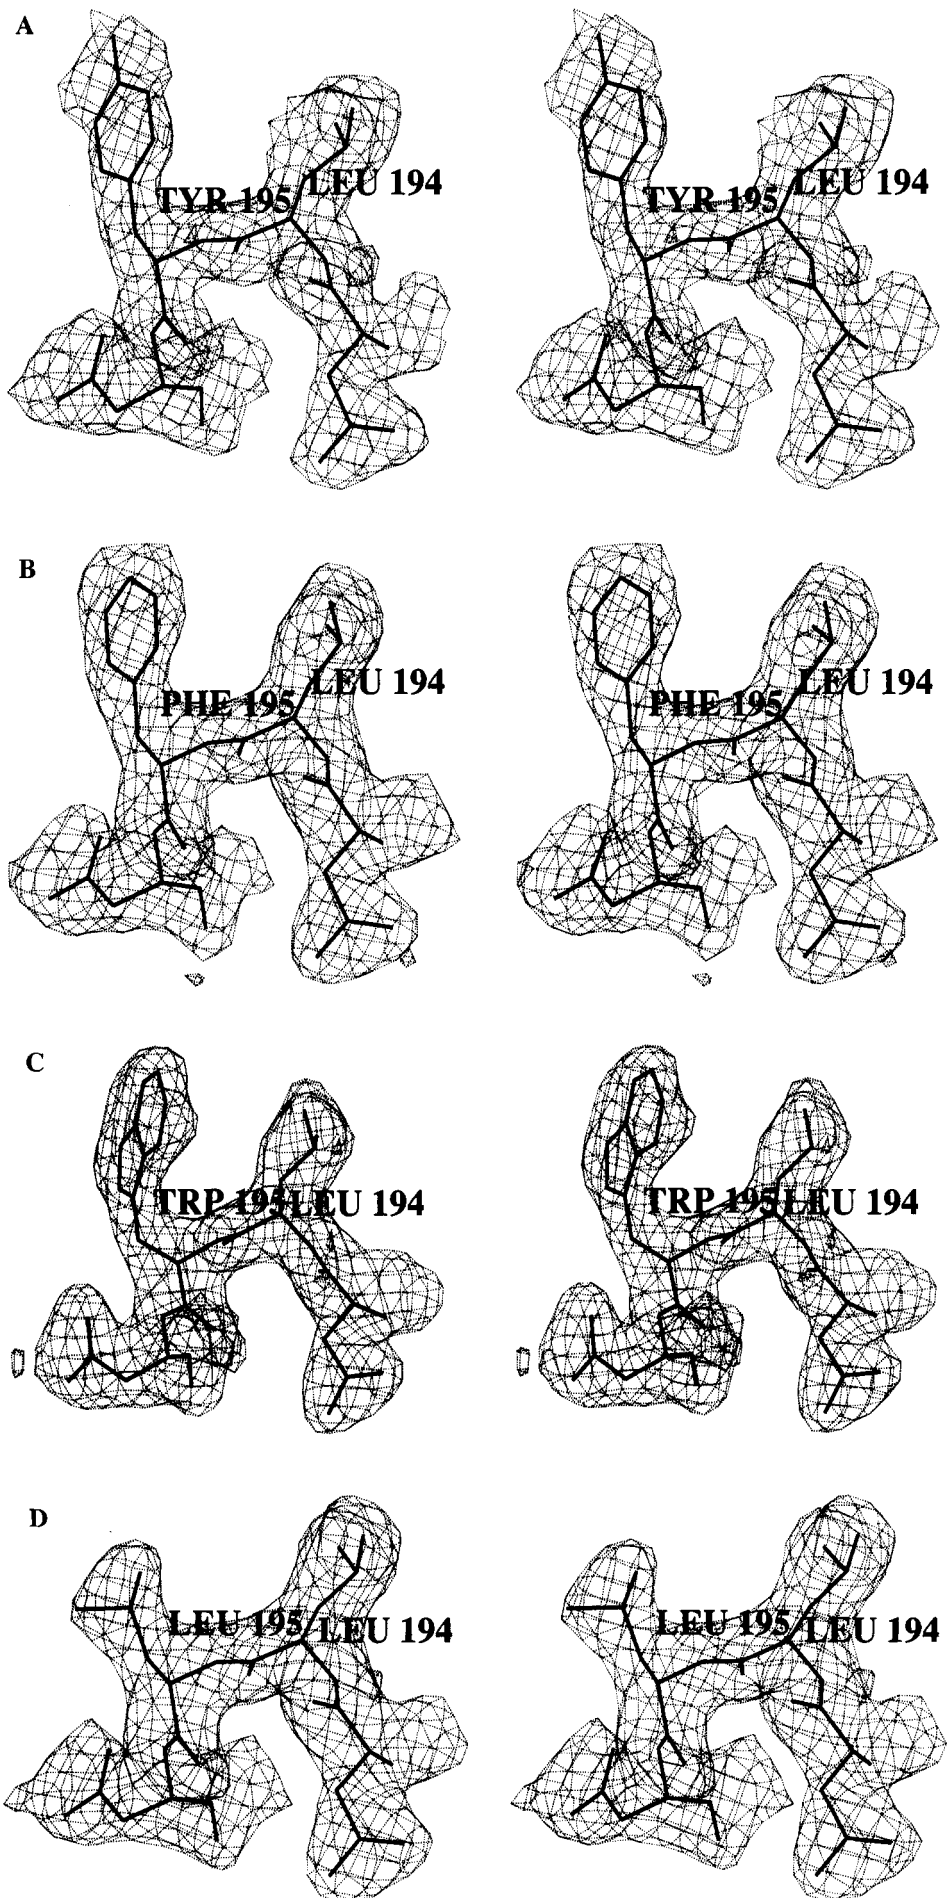 A
TYR 195 LEU 194 TYR 195 LEU 194
B
PHE 195 LEU 194 PHE 195 LEU 194
C
TRP 195 LEU 194 TRP 195 LEU 194
D
LEU 195 LEU 194 LEU 195 LEU 194